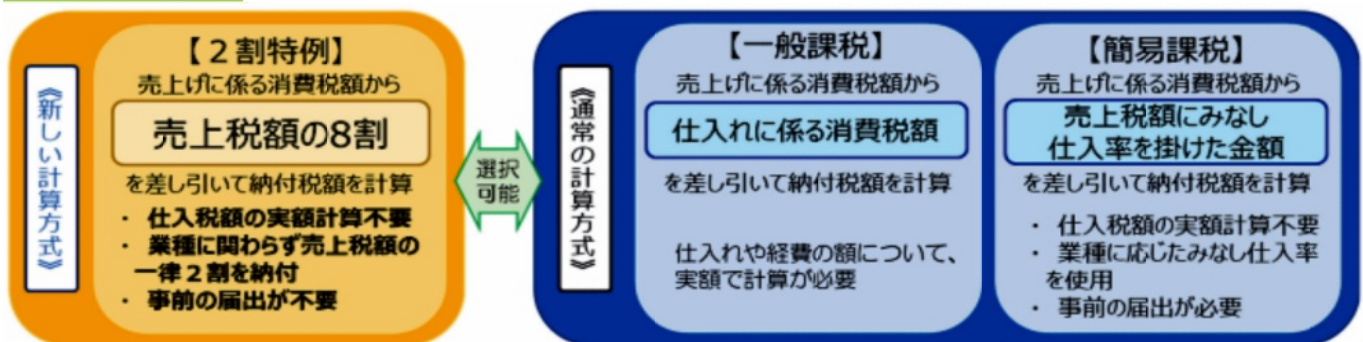 《新しい計算方式》
【２割特例】
売上げに係る消費税額から
売上税額の8割
を差し引いて納付税額を計算
・ 仕入税額の実額計算不要
・ 業種に関わらず売上税額の
一律２割を納付
・ 事前の届出が不要
選択
可能
《通常の計算方式》
【一般課税】
売上げに係る消費税額から
仕入れに係る消費税額
を差し引いて納付税額を計算
仕入れや経費の額について、
実額で計算が必要
【簡易課税】
売上げに係る消費税額から
売上税額にみなし
仕入率を掛けた金額
を差し引いて納付税額を計算
・ 仕入税額の実額計算不要
・ 業種に応じたみなし仕入率
を使用
・ 事前の届出が必要